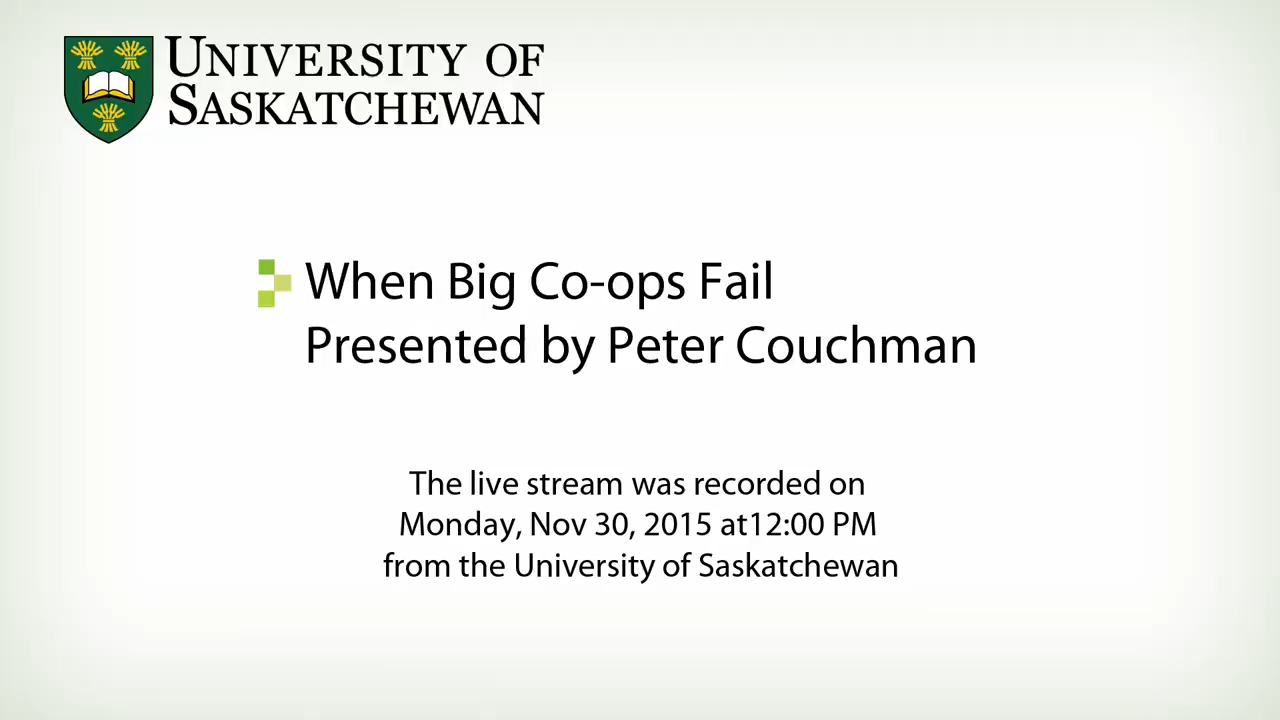 UNIVERSITY OF
SASKATCHEWAN
When Big Co-ops Fail
Presented by Peter Couchman
The live stream was recorded on
Monday, Nov 30, 2015 at12:00 PM
from the University of Saskatchewan